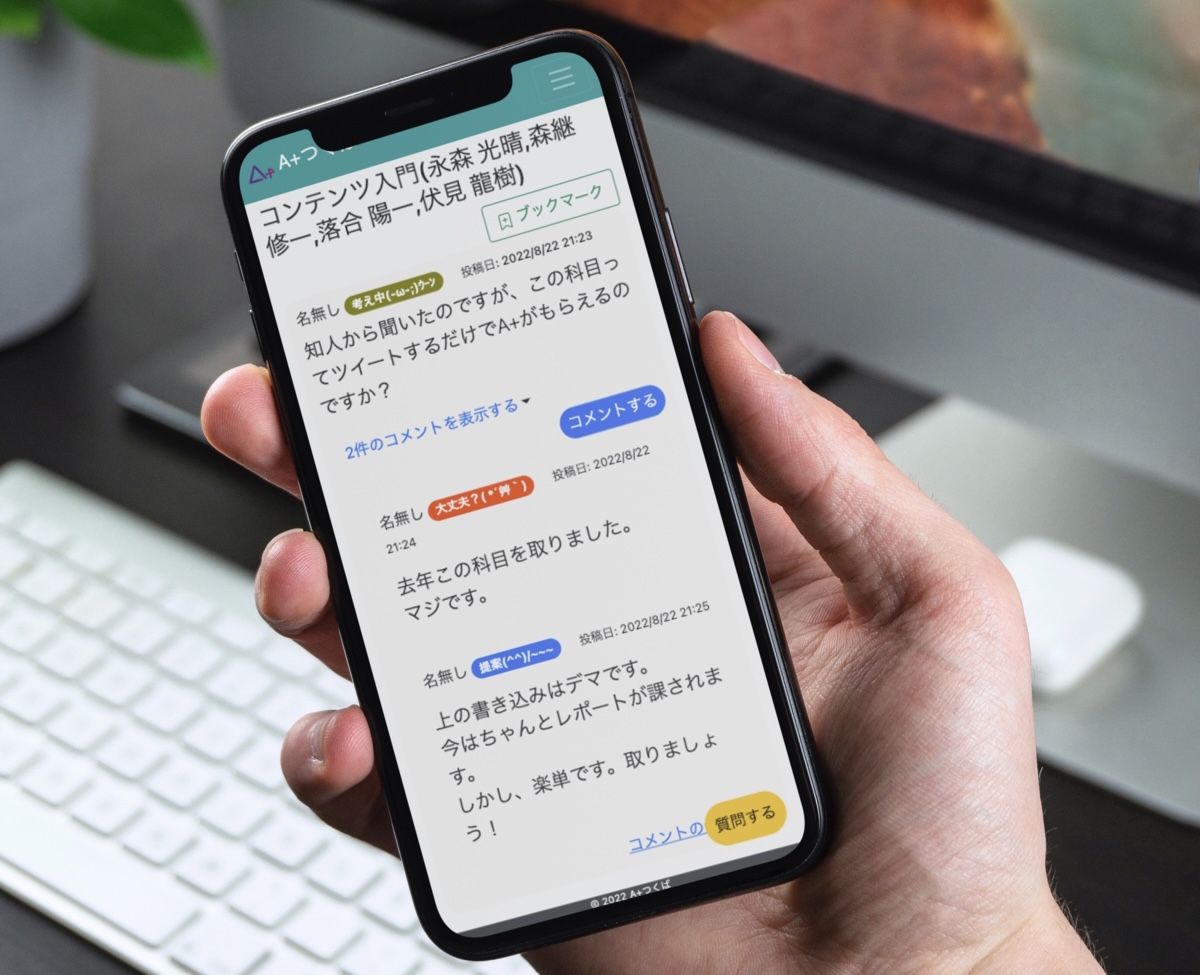 A+つくば
コンテンツ入門(永森 光晴,森継
修一,落合 陽一,伏見 龍樹)
ブックマーク
名無し 考え中(-ω-;)ウーン 投稿日: 2022/8/22 21:23
知人から聞いたのですが、この科目っ
てツイートするだけでA+がもらえるの
ですか？
2件のコメントを表示する
コメントする
名無し 大丈夫？(*´艸｀) 投稿日: 2022/8/22
21:24
去年この科目を取りました。
マジです。
名無し 提案(^^)/~~~ 投稿日: 2022/8/22 21:25
上の書き込みはデマです。
今はちゃんとレポートが課されま
す。
しかし、楽単です。取りましょ
う！
コメントの
質問する
© 2022 A+つくば